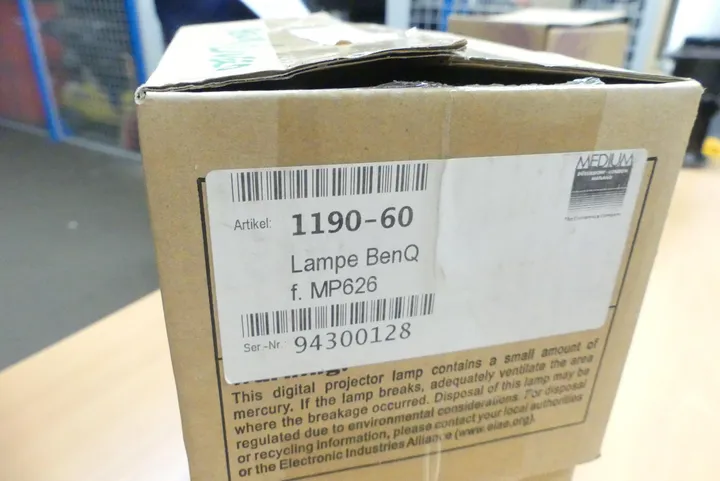 MEDIUM
Artikel: 1190-60
Lampe BenQ
f. MP626
Ser-Nr. 94300128
This digital projector lamp contains a small amount of
mercury. If the lamp breaks, adequately ventilate the area
where the breakage occurred. Disposal of this lamp may be
regulated due to environmental considerations. For disposal
or recycling information, please contact your local authorities
or the Electronic Industries Alliance (www.eiae.org).